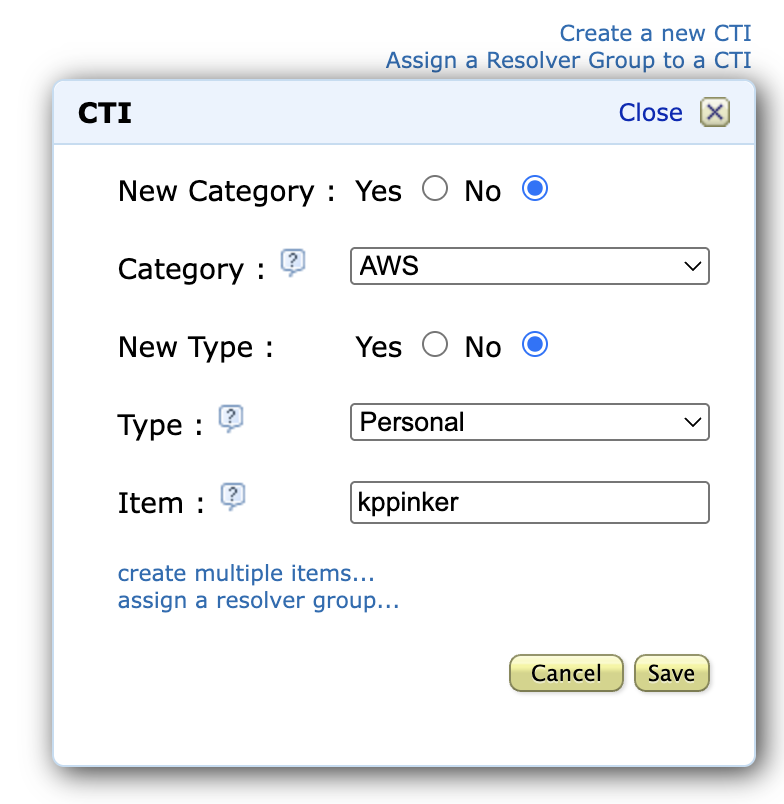 Create a new CTI
Assign a Resolver Group to a CTI
CTI Close
New Category : Yes No
Category : ? AWS
New Type : Yes No
Type : ? Personal
Item : ? kppinker
create multiple items...
assign a resolver group...
Cancel Save